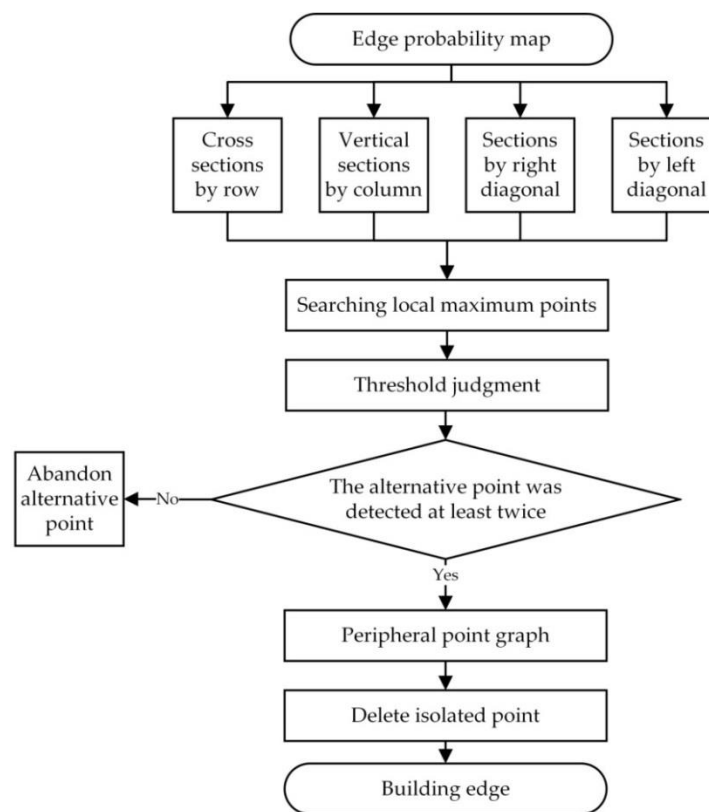 Edge probability map
Cross
sections
by row
Vertical
sections
by column
Sections
by right
diagonal
Sections
by left
diagonal
Searching local maximum points
Threshold judgment
The alternative point was
detected at least twice
No
Abandon
alternative
point
Yes
Peripheral point graph
Delete isolated point
Building edge